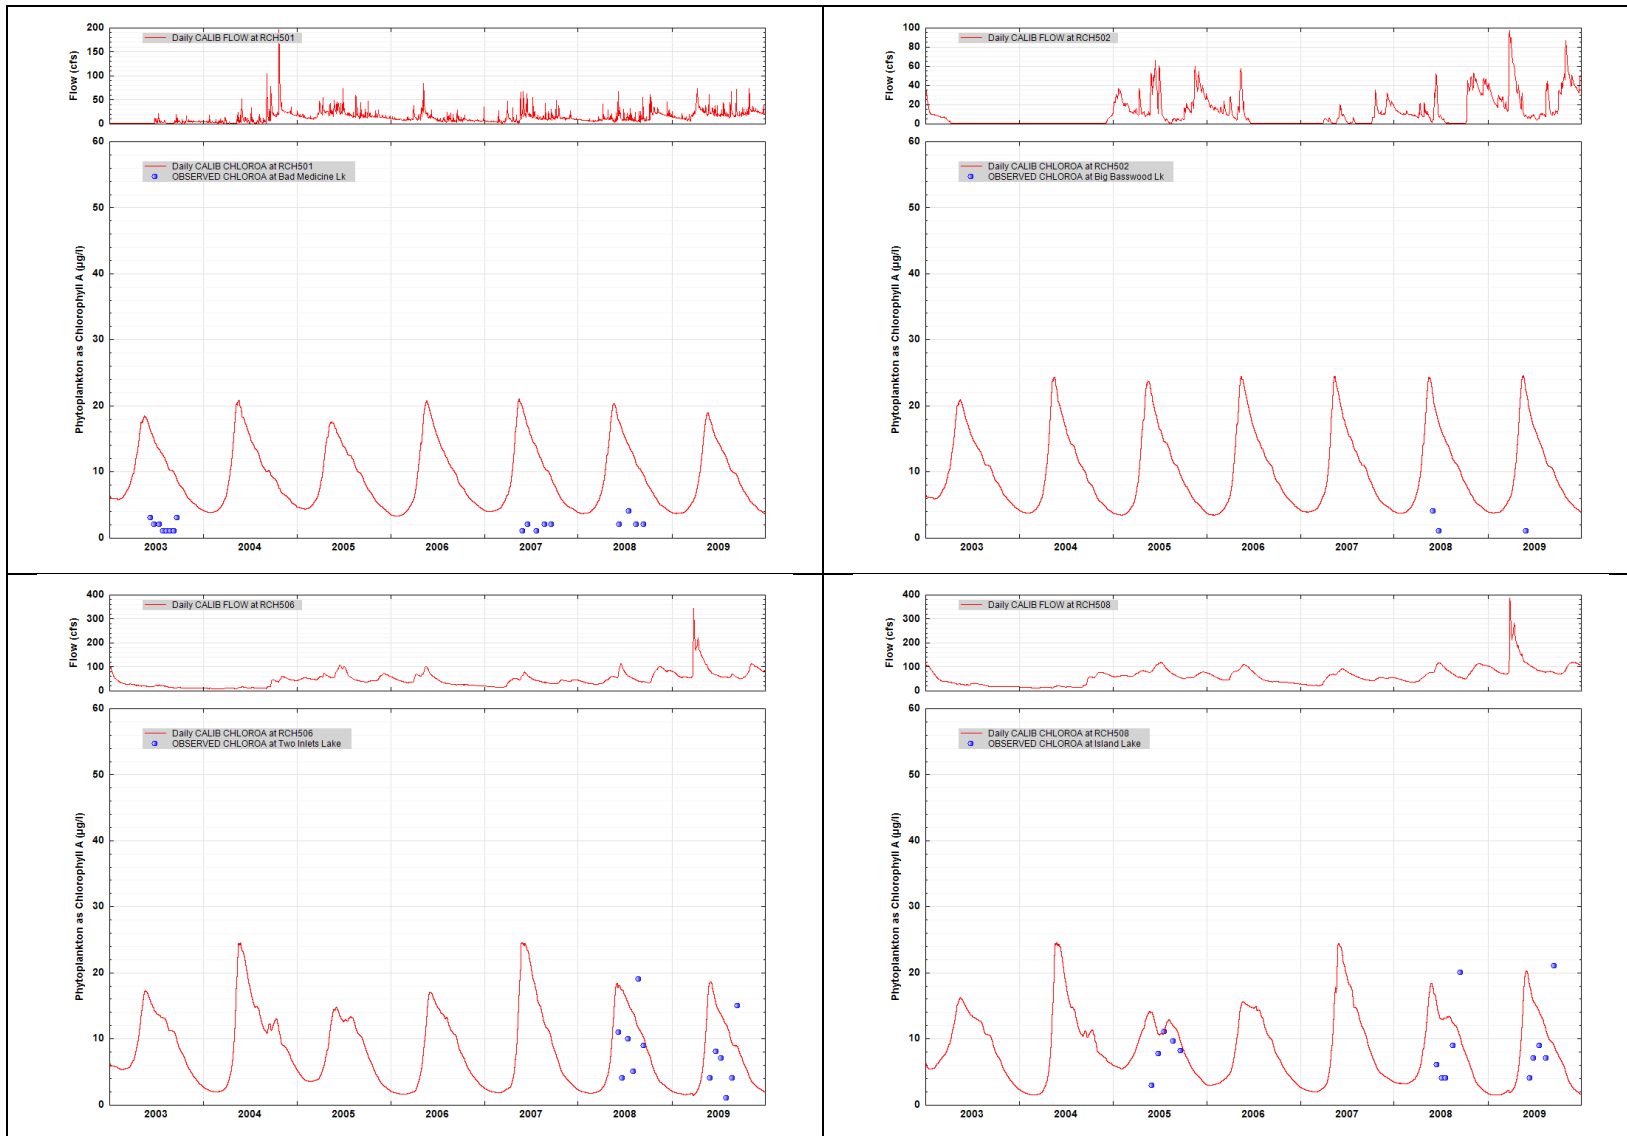 Flow (cfs)
200
150
100
50
0
Daily CALIB FLOW at RCH501
Phytoplankton as Chlorophyll A (µg/l)
60
50
40
30
20
10
0
Daily CALIB CHLOROA at RCH501
OBSERVED CHLOROA at Bad Medicine Lk
2003 2004 2005 2006 2007 2008 2009
Flow (cfs)
100
80
60
40
20
0
Daily CALIB FLOW at RCH502
Phytoplankton as Chlorophyll A (µg/l)
60
50
40
30
20
10
0
Daily CALIB CHLOROA at RCH502
OBSERVED CHLOROA at Big Basswood Lk
2003 2004 2005 2006 2007 2008 2009
Flow (cfs)
400
300
200
100
0
Daily CALIB FLOW at RCH506
Phytoplankton as Chlorophyll A (µg/l)
60
50
40
30
20
10
0
Daily CALIB CHLOROA at RCH506
OBSERVED CHLOROA at Two Inlets Lake
2003 2004 2005 2006 2007 2008 2009
Flow (cfs)
400
300
200
100
0
Daily CALIB FLOW at RCH508
Phytoplankton as Chlorophyll A (µg/l)
60
50
40
30
20
10
0
Daily CALIB CHLOROA at RCH508
OBSERVED CHLOROA at Island Lake
2003 2004 2005 2006 2007 2008 2009